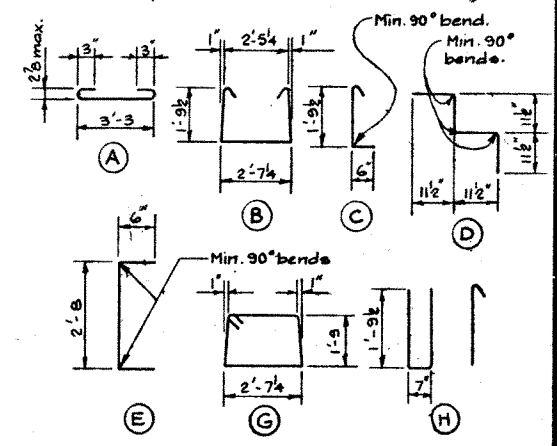 Min. 90° bend.
Min. 90°
bends.
1" 2'-5¼ 1"
3" 3"
2⅞ max.
3'-3
A
1'-9½
2'-7¼
B
1'-9½
6"
C
11½"
11½"
11½" 11½"
D
6"
Min. 90° bends
2'-8
E
1" 1"
1'-9
2'-7¼
G
1'-9½
7"
H